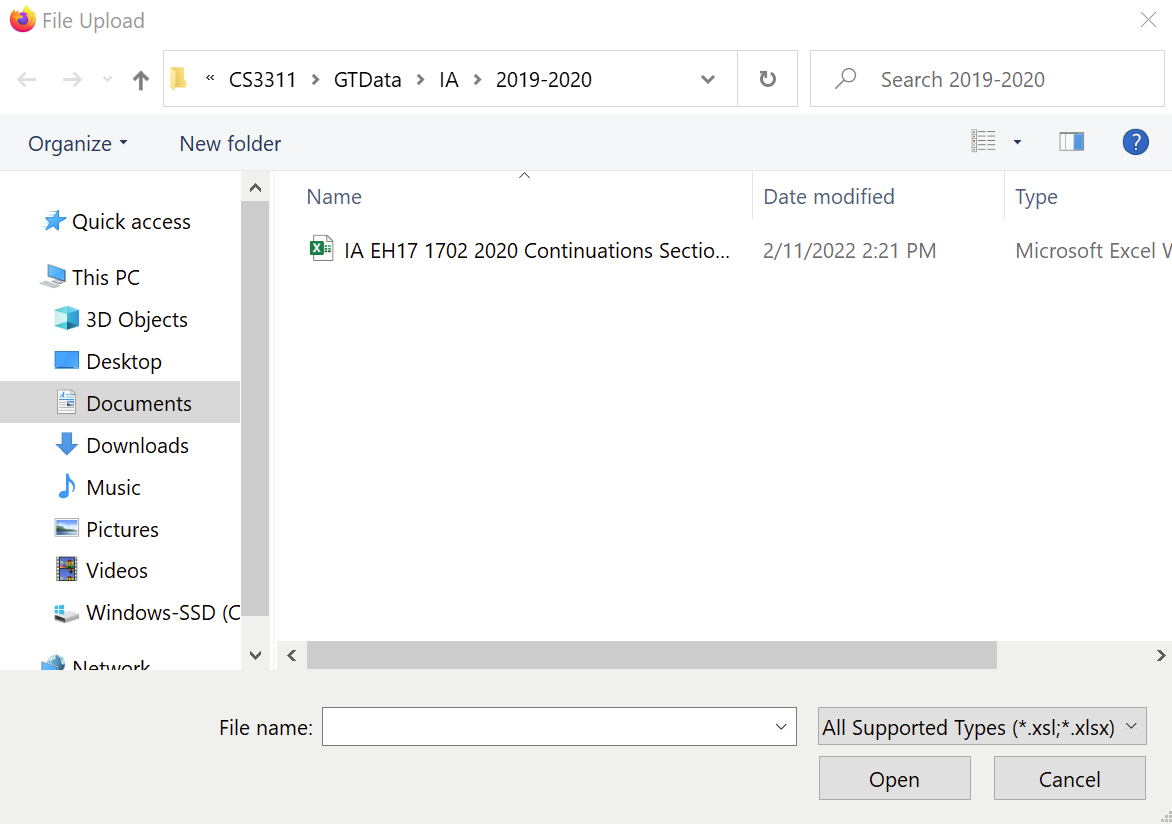 File Upload
« CS3311 > GTData > IA > 2019-2020
Search 2019-2020
Organize
New folder
?
Name
Date modified
Type
Quick access
This PC
3D Objects
Desktop
Documents
Downloads
Music
Pictures
Videos
Windows-SSD (C
Network
IA EH17 1702 2020 Continuations Sectio...
2/11/2022 2:21 PM
Microsoft Excel W
File name:
All Supported Types (*.xsl;*.xlsx)
Open
Cancel